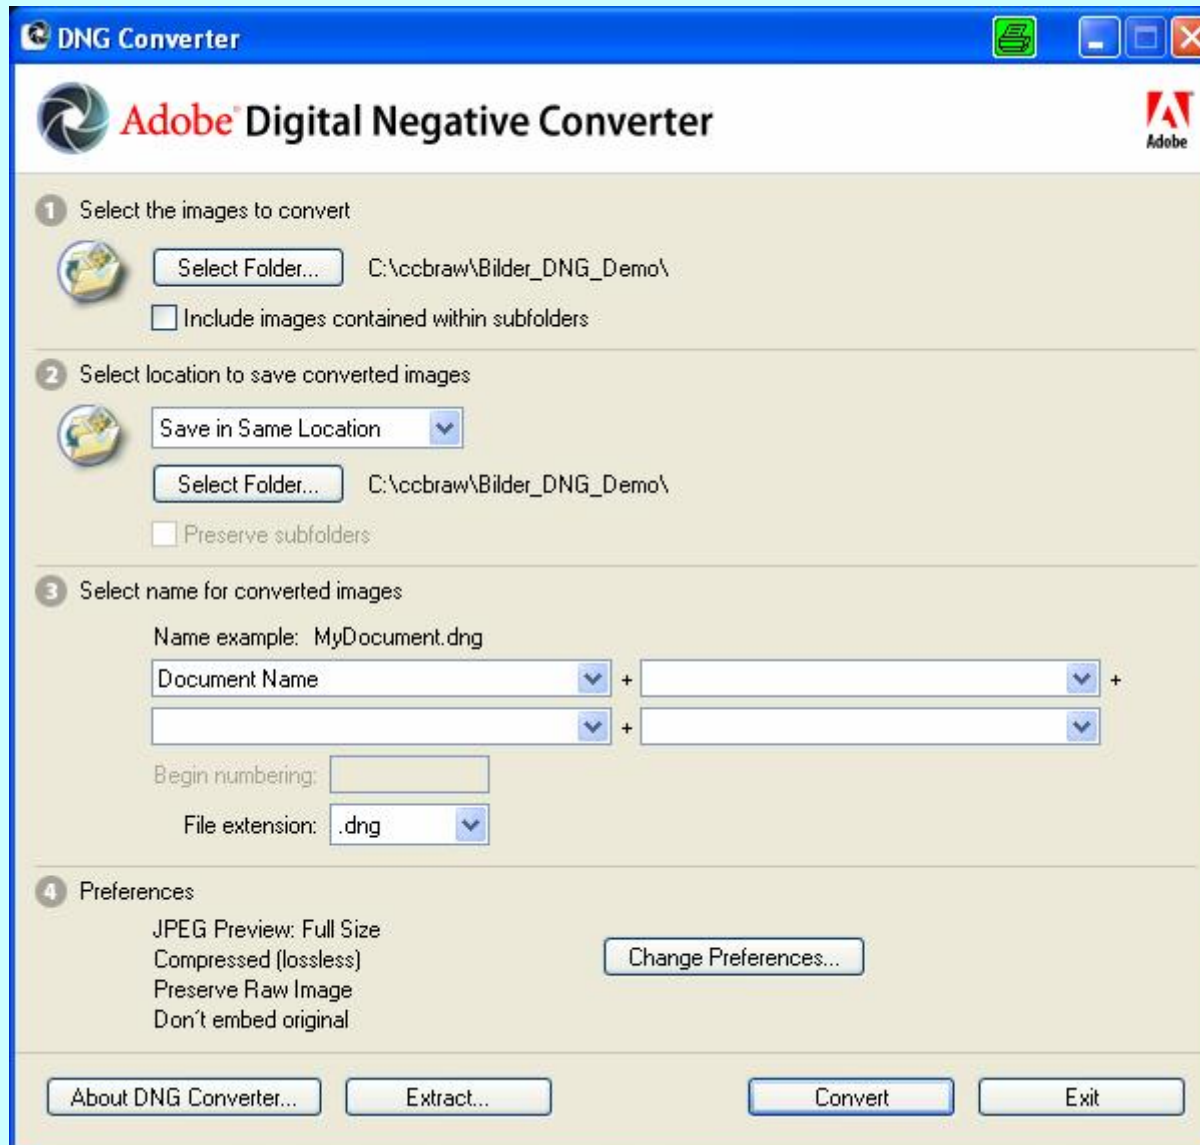 DNG Converter
Adobe® Digital Negative Converter
Adobe
1 Select the images to convert
Select Folder... C:\ccbraw\Bilder_DNG_Demo\
Include images contained within subfolders
2 Select location to save converted images
Save in Same Location
Select Folder... C:\ccbraw\Bilder_DNG_Demo\
Preserve subfolders
3 Select name for converted images
Name example: MyDocument.dng
Document Name + +
+
Begin numbering:
File extension: .dng
4 Preferences
JPEG Preview: Full Size
Compressed (lossless)
Change Preferences...
Preserve Raw Image
Don´t embed original
About DNG Converter... Extract... Convert Exit